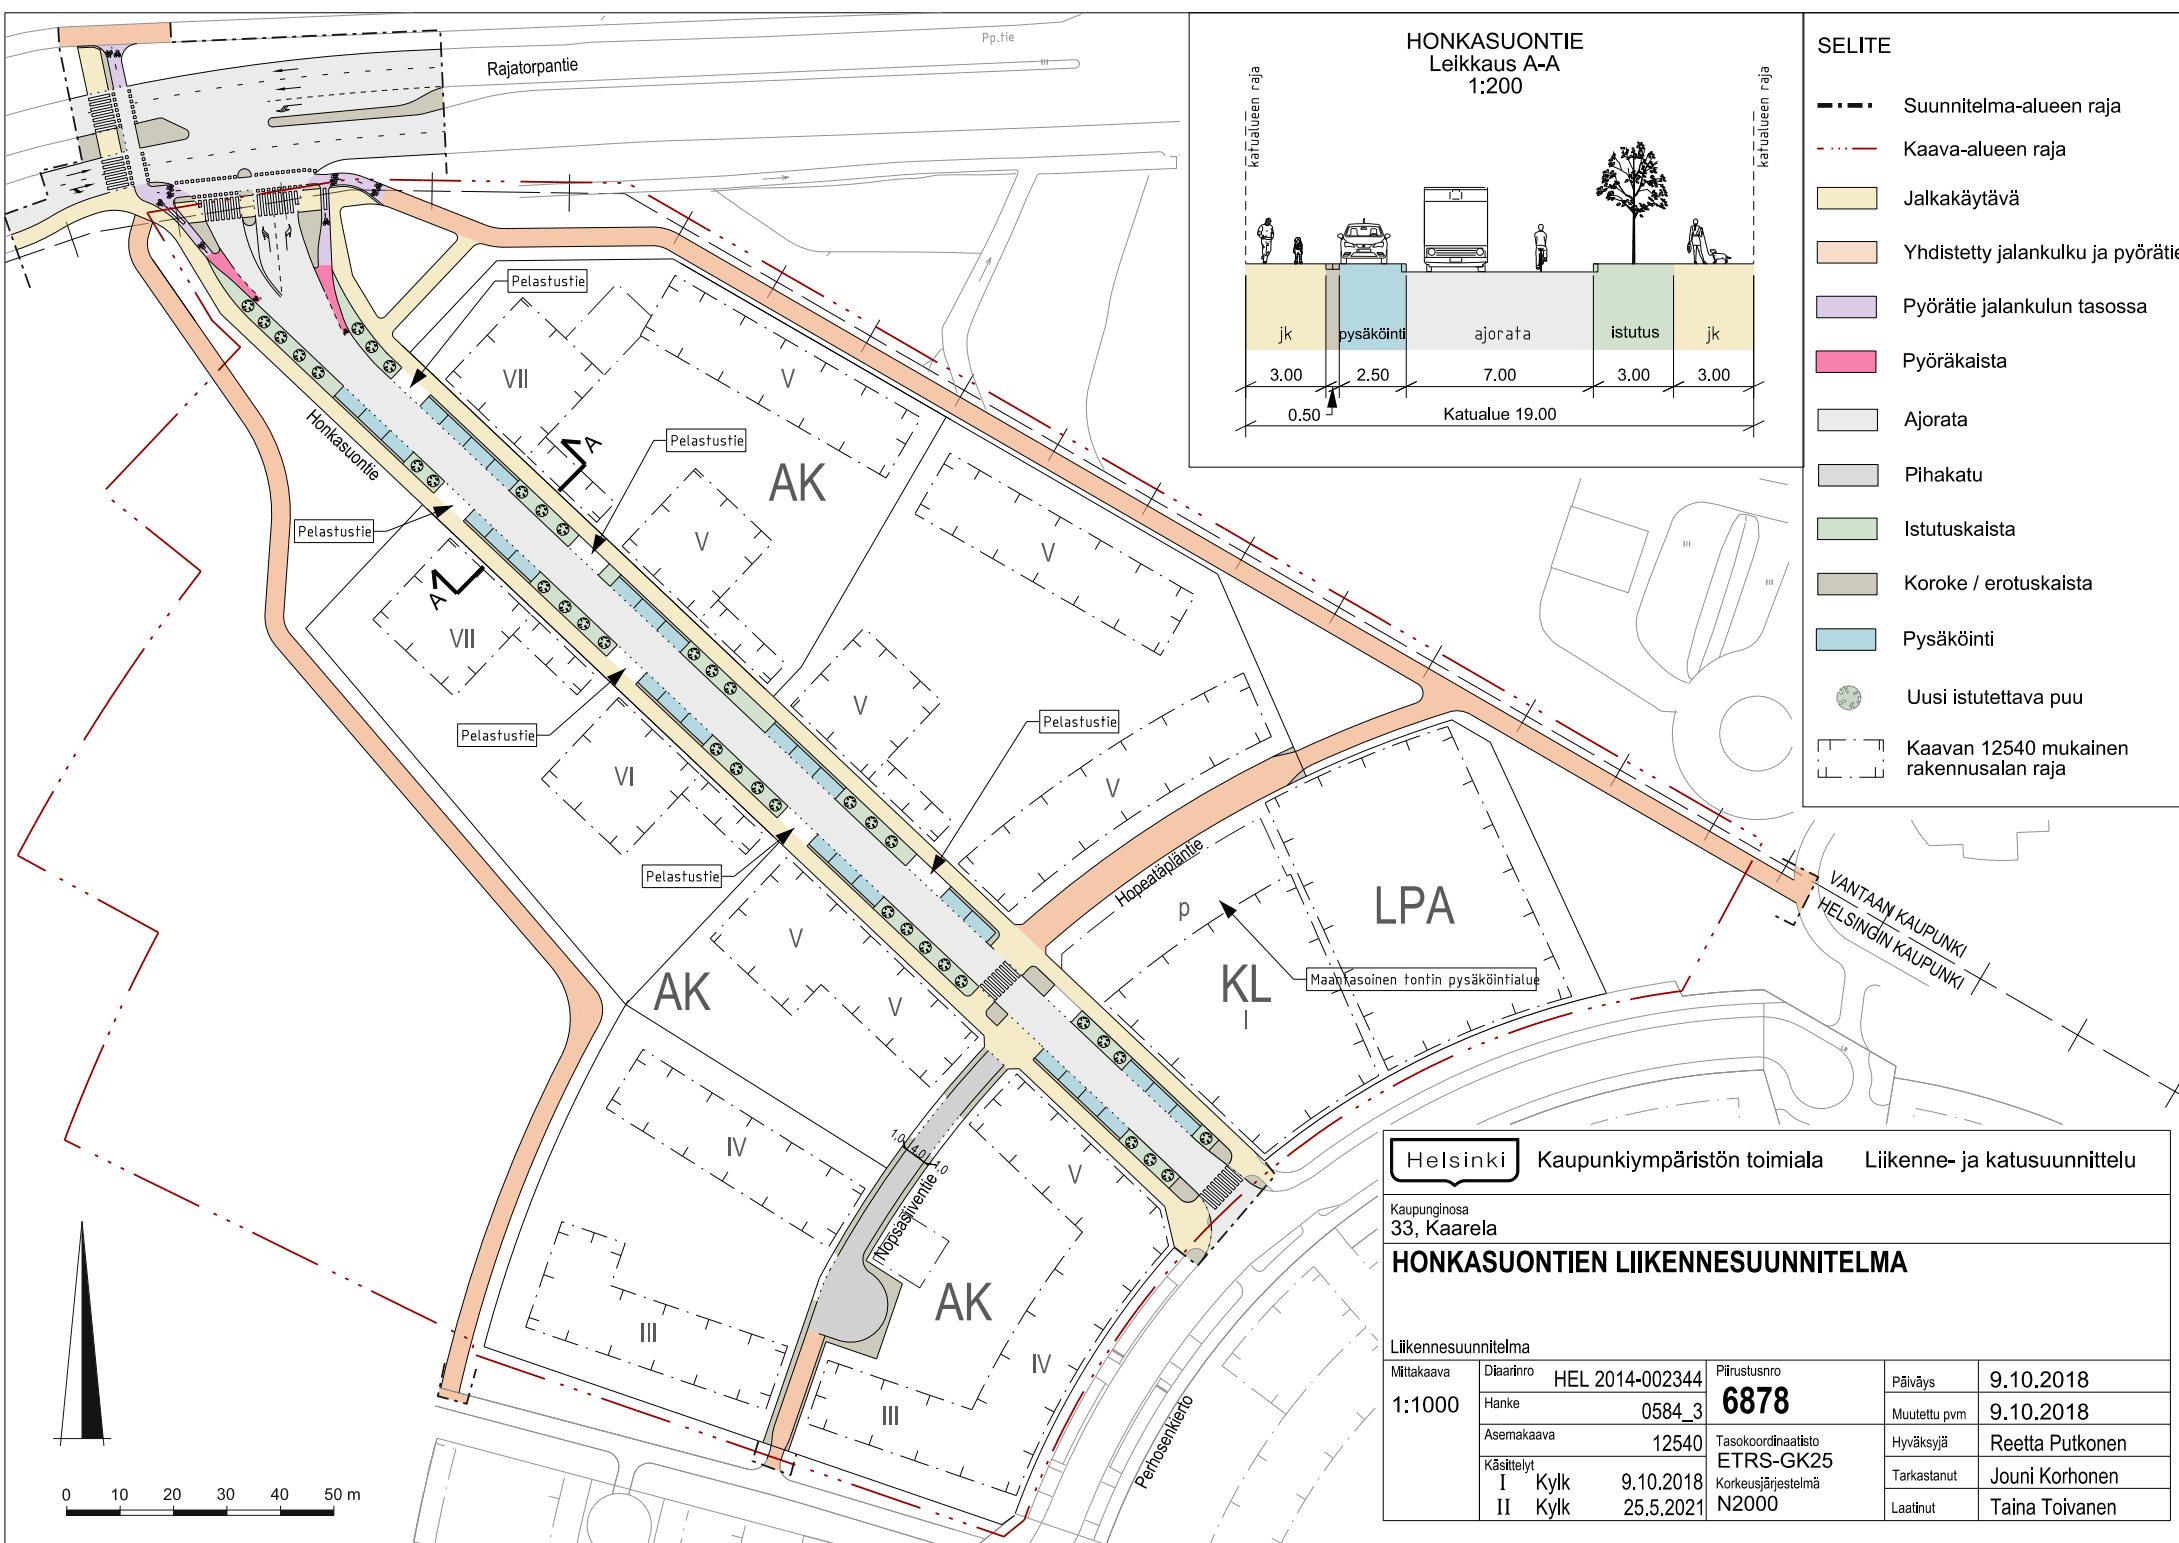 Pp.tie
Rajatorpantie
HONKASUONTIE
Leikkaus A-A
1:200
katualueen raja
katualueen raja
jk
pysäköinti
ajorata
istutus
jk
3.00
2.50
7.00
3.00
3.00
0.50
Katualue 19.00
SELITE
Suunnitelma-alueen raja
Kaava-alueen raja
Jalkakäytävä
Yhdistetty jalankulku ja pyörätie
Pyörätie jalankulun tasossa
Pyöräkaista
Ajorata
Pihakatu
Istutuskaista
Koroke / erotuskaista
Pysäköinti
Uusi istutettava puu
Kaavan 12540 mukainen
rakennusalan raja
Pelastustie
VII
V
Honkasuontie
A
Pelastustie
AK
Pelastustie
V
V
A
VII
V
Pelastustie
Pelastustie
VI
V
Pelastustie
Hopeatäpläntie
p
LPA
VANTAAN KAUPUNKI
HELSINGIN KAUPUNKI
V
AK
V
KL
I
Maantasoinen tontin pysäköintialue
IV
1,0
4,0
1,0
V
Nopsasiiventie
AK
III
IV
III
Perhosenkierto
0 10 20 30 40 50 m
Helsinki
Kaupunkiympäristön toimiala Liikenne- ja katusuunnittelu
Kaupunginosa
33, Kaarela
HONKASUONTIEN LIIKENNESUUNNITELMA
Liikennesuunnitelma
Mittakaava
1:1000
Diaarinro HEL 2014-002344
Hanke 0584_3
Asemakaava 12540
Käsittelyt
I Kylk 9.10.2018
II Kylk 25.5.2021
Piirustusnro
6878
Tasokoordinaatisto
ETRS-GK25
Korkeusjärjestelmä
N2000
Päiväys 9.10.2018
Muutettu pvm 9.10.2018
Hyväksyjä Reetta Putkonen
Tarkastanut Jouni Korhonen
Laatinut Taina Toivanen